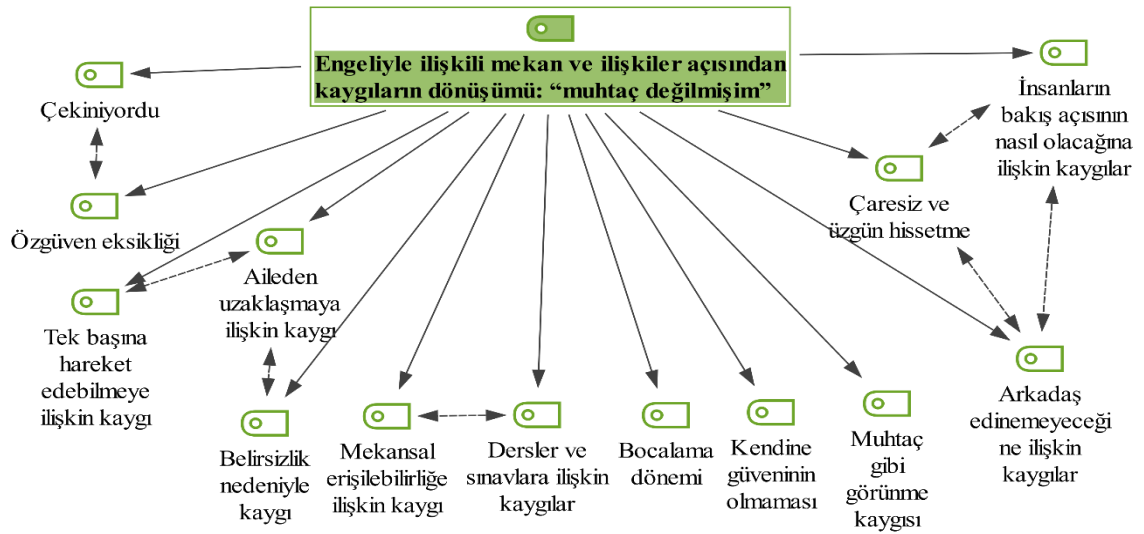 Engeliyle ilişkili mekan ve ilişkiler açısından
kaygıların dönüşümü: “muhtaç değilmişim”
Çekiniyordu
İnsanların
bakış açısının
nasıl olacağına
ilişkin kaygılar
Özgüven eksikliği
Çaresiz ve
üzgün hissetme
Aileden
uzaklaşmaya
ilişkin kaygı
Tek başına
hareket
edebilmeye
ilişkin kaygı
Arkadaş
edinemeyeceği
ne ilişkin
kaygılar
Belirsizlik
nedeniyle
kaygı
Mekansal
erişilebilirliğe
ilişkin kaygı
Dersler ve
sınavlara ilişkin
kaygılar
Bocalama
dönemi
Kendine
güveninin
olmaması
Muhtaç
gibi
görünme
kaygısı